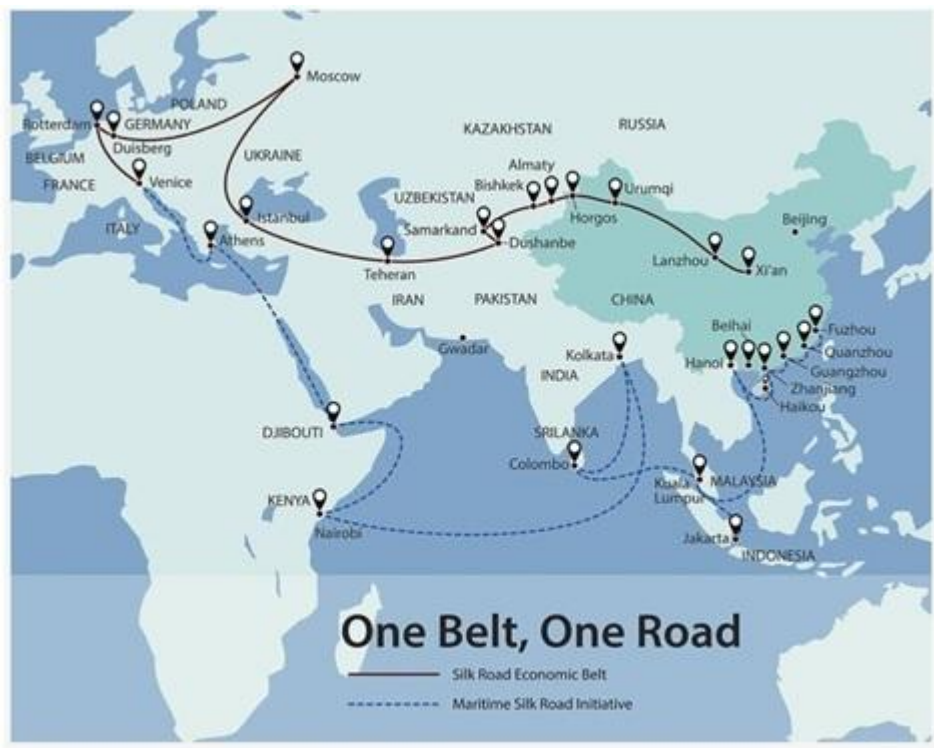 Moscow
POLAND
Rotterdam
GERMANY
Duisberg
BELGIUM
FRANCE
Venice
UKRAINE
ITALY
Istanbul
Athens
KAZAKHSTAN
RUSSIA
Almaty
Bishkek
UZBEKISTAN
Urumqi
Horgos
Samarkand
Dushanbe
Beijing
Lanzhou
Xi'an
Teheran
IRAN
PAKISTAN
CHINA
Gwadar
Kolkata
INDIA
Beihai
Hanoi
Fuzhou
Quanzhou
Guangzhou
Zhanjiang
Haikou
DJIBOUTI
SRILANKA
Colombo
Kuala
Lumpur
MALAYSIA
KENYA
Nairobi
Jakarta
INDONESIA
One Belt, One Road
Silk Road Economic Belt
Maritime Silk Road Initiative